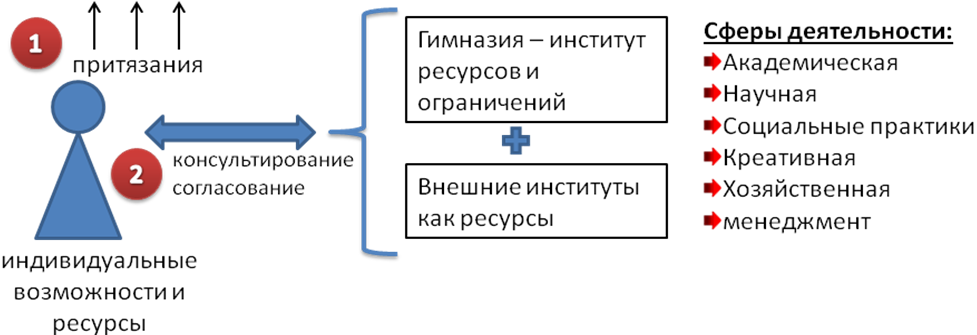 1
притязания
2
консультирование
согласование
индивидуальные
возможности и
ресурсы
Гимназия – институт
ресурсов и
ограничений
Внешние институты
как ресурсы
Сферы деятельности:
Академическая
Научная
Социальные практики
Креативная
Хозяйственная
менеджмент